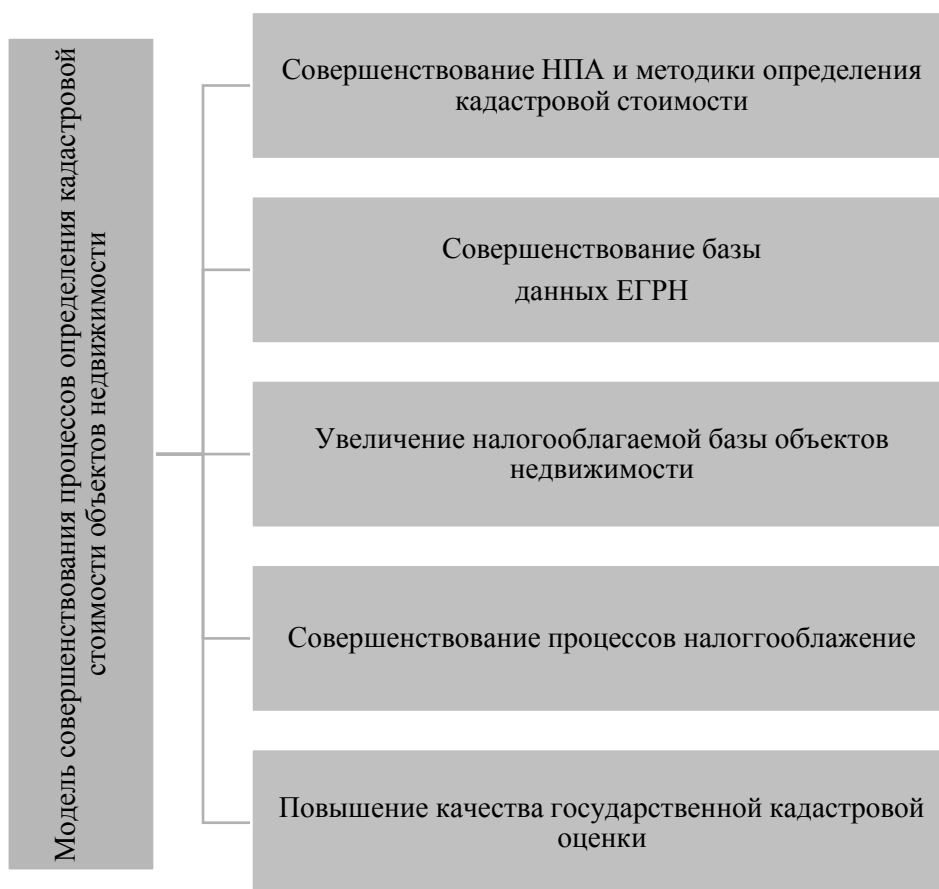 Модель совершенствования процессов определения кадастровой
стоимости объектов недвижимости
Совершенствование НПА и методики определения
кадастровой стоимости
Совершенствование базы
данных ЕГРН
Увеличение налогооблагаемой базы объектов
недвижимости
Совершенствование процессов налоггооблажение
Повышение качества государственной кадастровой
оценки